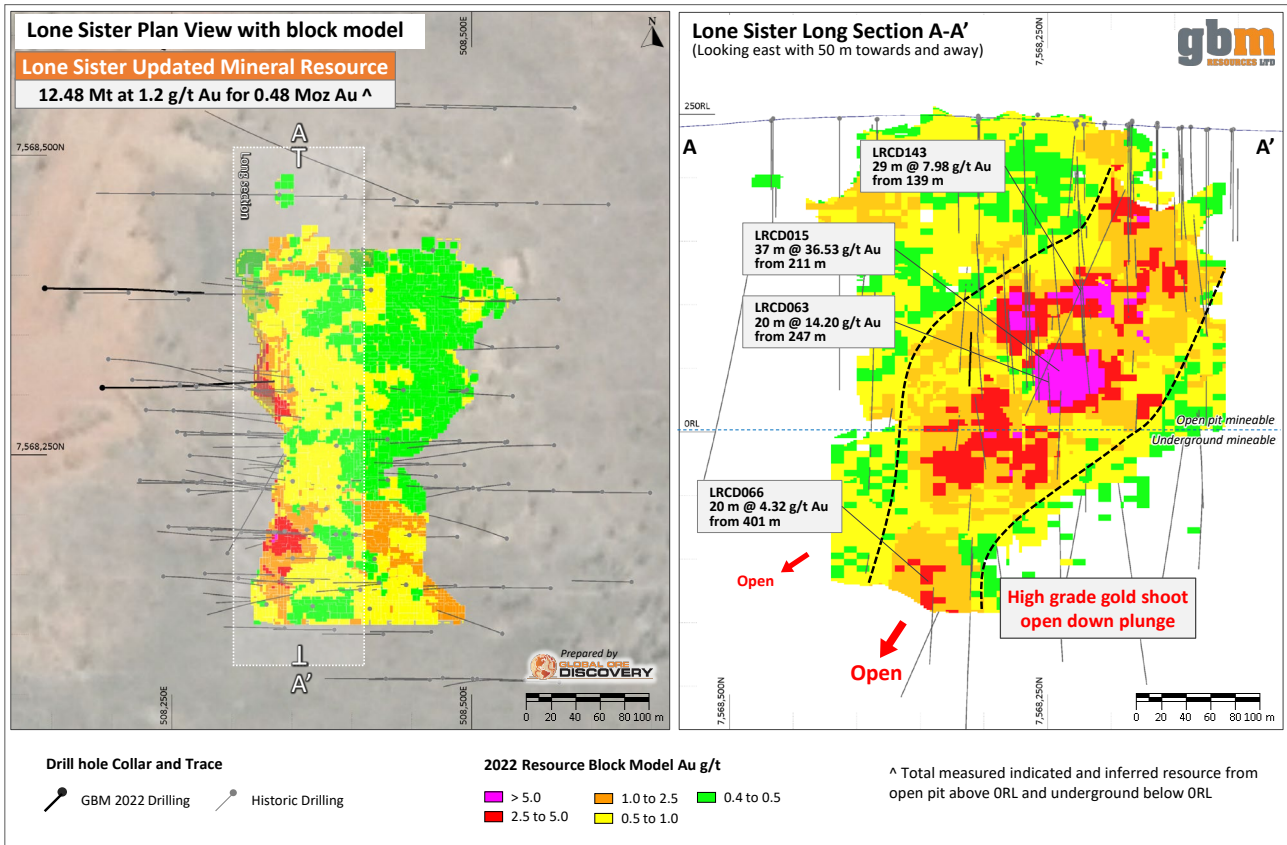 Lone Sister Plan View with block model
Lone Sister Updated Mineral Resource
12.48 Mt at 1.2 g/t Au for 0.48 Moz Au ^
508,500E
N
7,568,500N
A
Long section
7,568,250N
A'
508,250E
508,500E
Prepared by
GLOBAL ORE
DISCOVERY
0 20 40 60 80 100 m
Lone Sister Long Section A-A’
(Looking east with 50 m towards and away)
7,568,250N
gbm
RESOURCES LTD
250RL
A
A’
LRCD143
29 m @ 7.98 g/t Au
from 139 m
LRCD015
37 m @ 36.53 g/t Au
from 211 m
LRCD063
20 m @ 14.20 g/t Au
from 247 m
0RL
Open pit mineable
Underground mineable
LRCD066
20 m @ 4.32 g/t Au
from 401 m
Open
High grade gold shoot
open down plunge
Open
7,568,500N
7,568,250N
0 20 40 60 80 100 m
Drill hole Collar and Trace
GBM 2022 Drilling
Historic Drilling
2022 Resource Block Model Au g/t
> 5.0
1.0 to 2.5
0.4 to 0.5
2.5 to 5.0
0.5 to 1.0
^ Total measured indicated and inferred resource from
open pit above 0RL and underground below 0RL